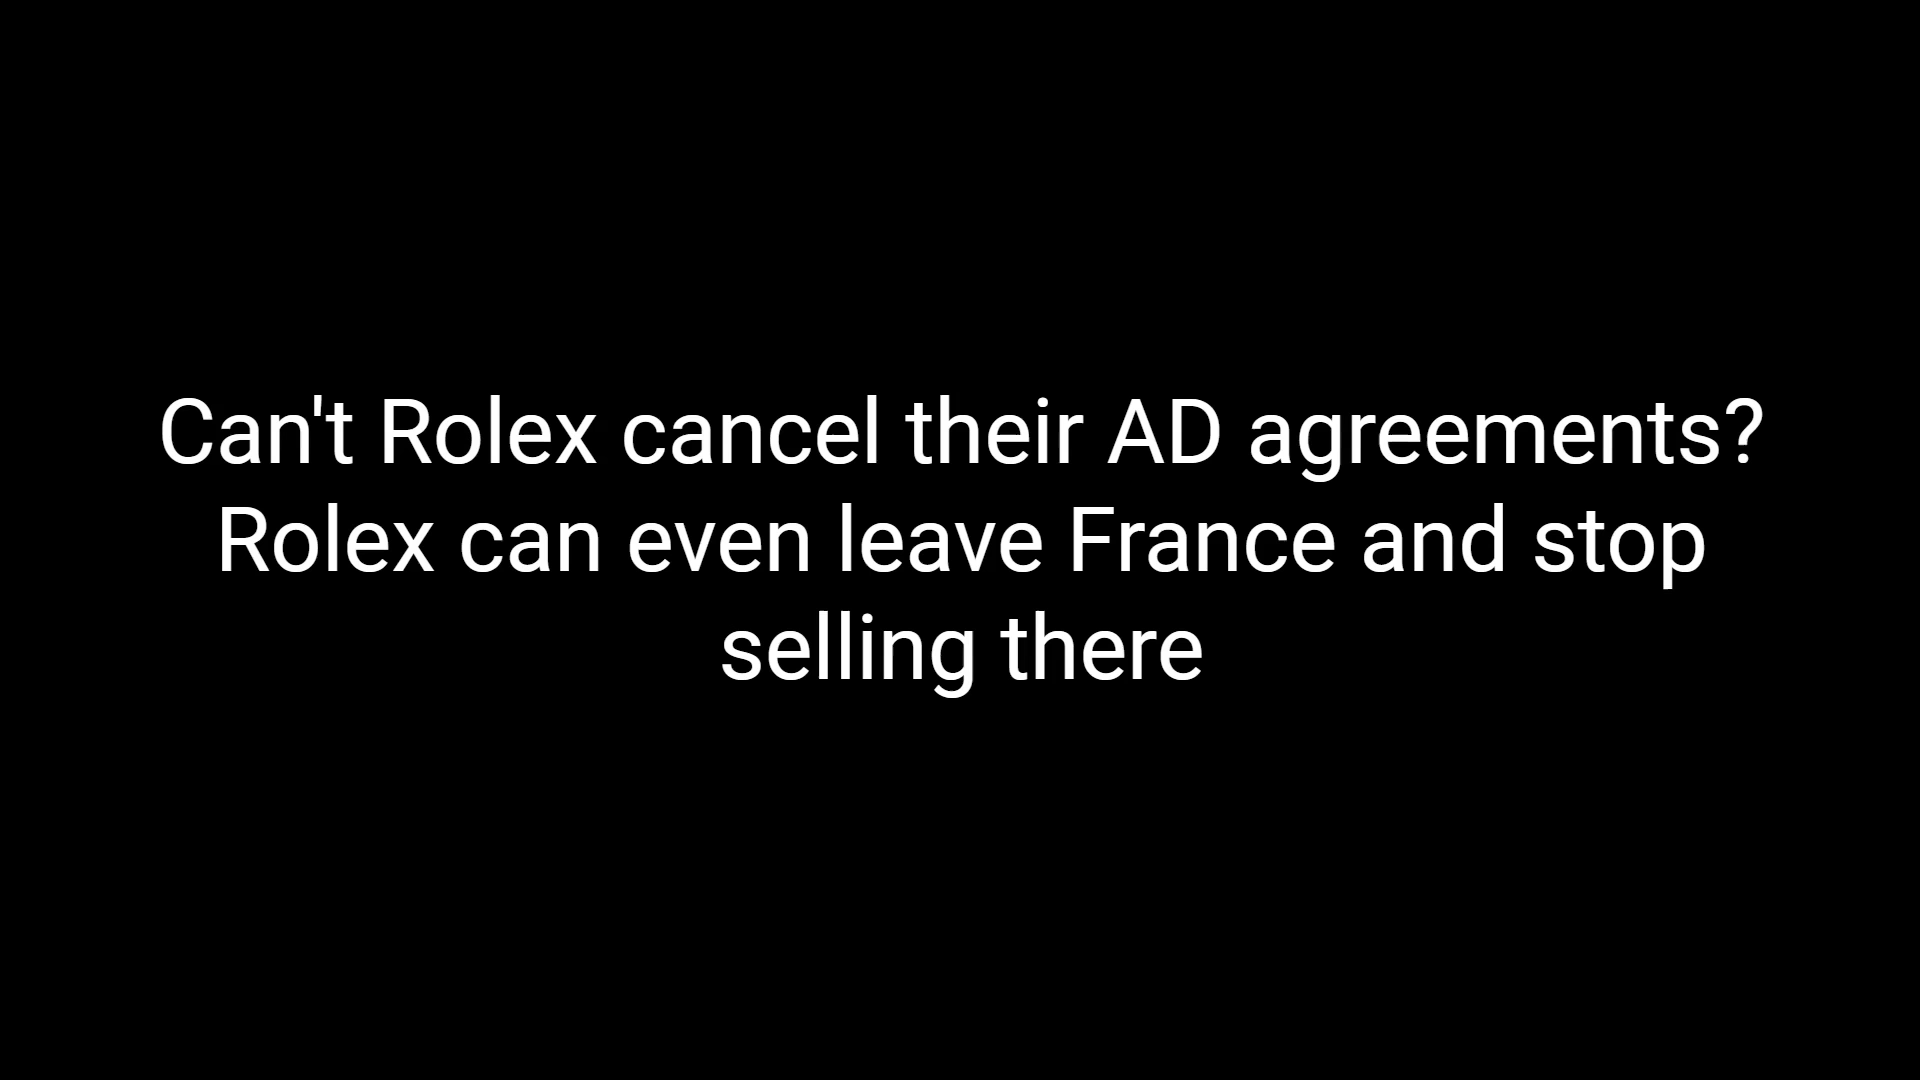 Can't Rolex cancel their AD agreements?
Rolex can even leave France and stop
selling there